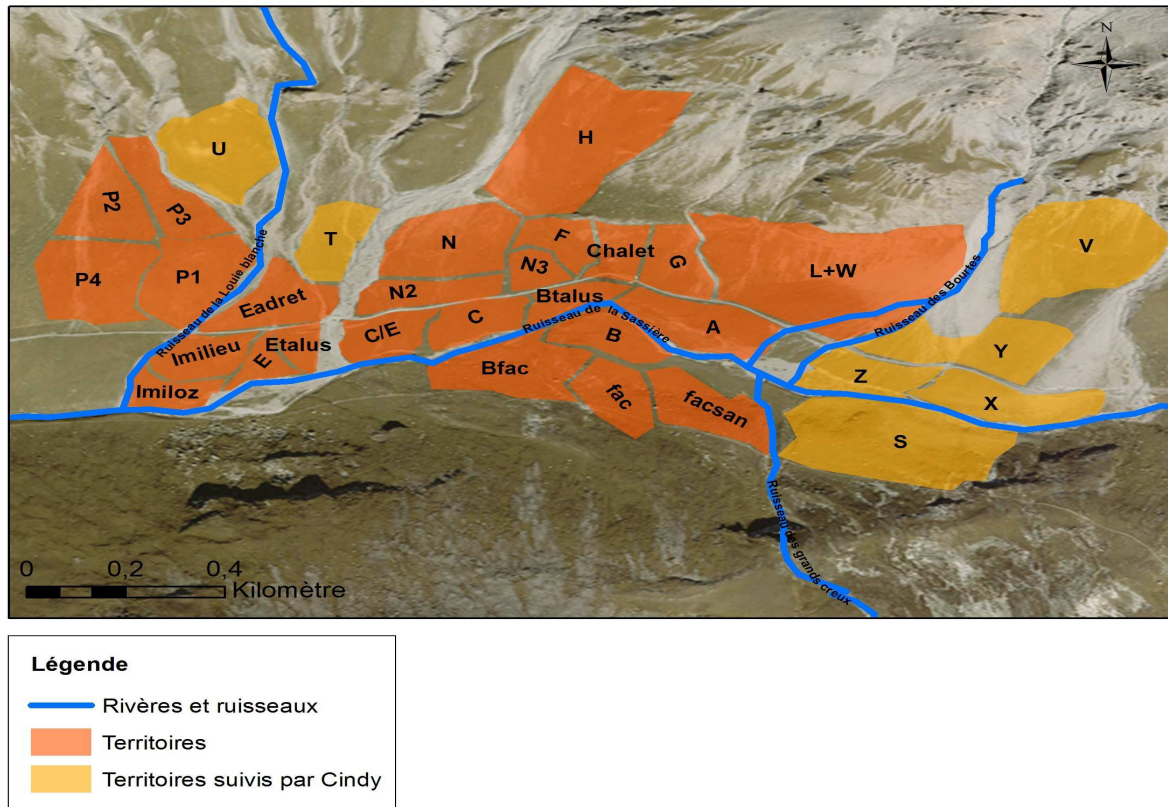 N
H
U
P2
P3
T
N
F
Chalet
G
L+W
V
P4
P1
Ruisseau de la Louie blanche
Eadret
N2
N3
Btalus
Ruisseau de la Sassière
A
Ruisseau des Bourtes
Imilieu
E
Etalus
C/E
C
B
Y
Z
X
Imiloz
Bfac
fac
facsan
S
Ruisseau des grands creux
0 0,2 0,4
Kilomètre
Légende
Rivères et ruisseaux
Territoires
Territoires suivis par Cindy